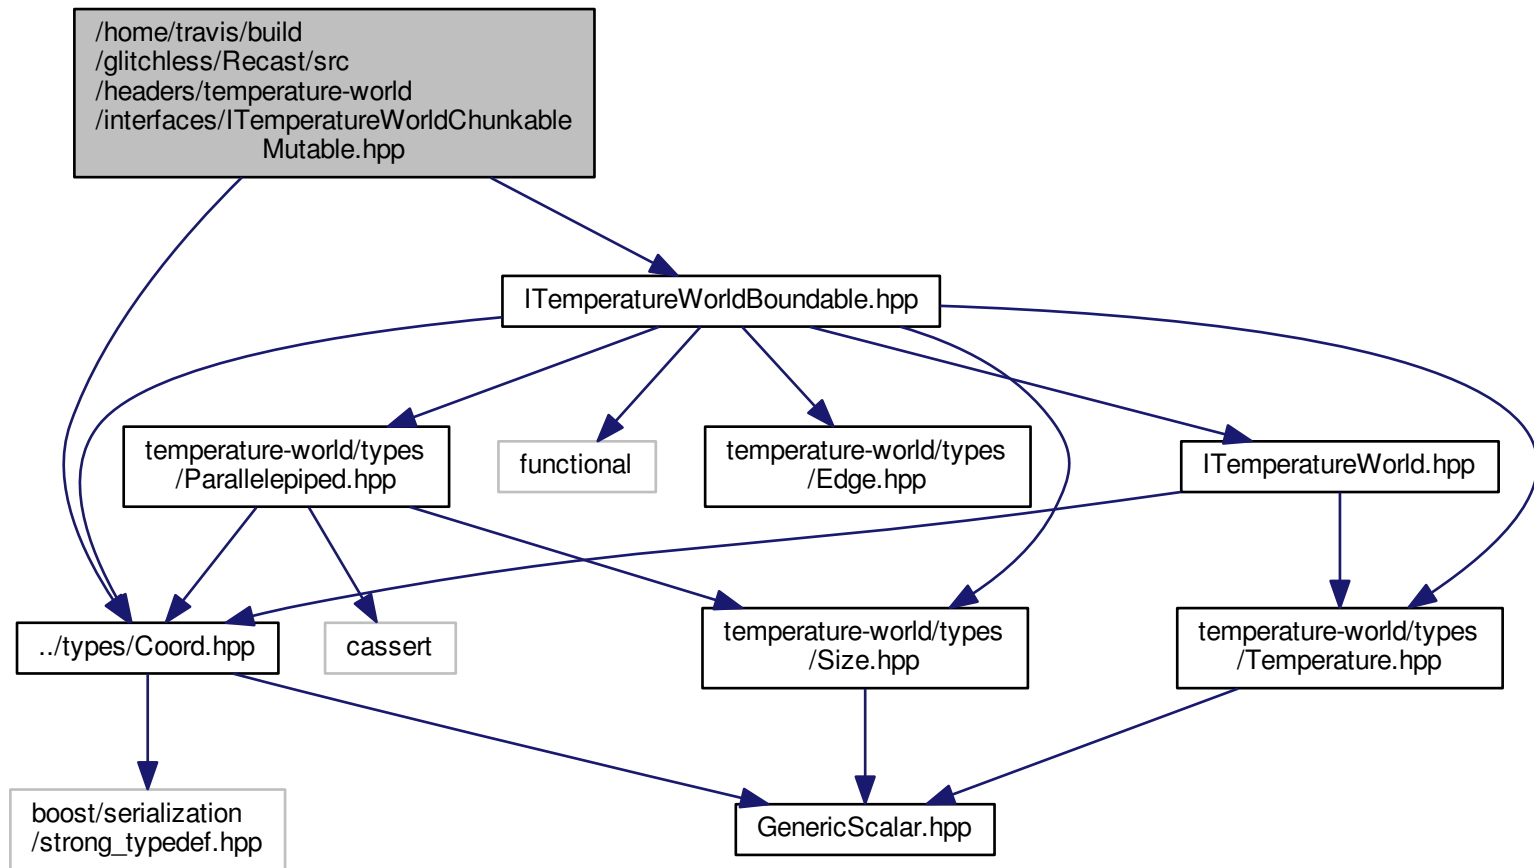 /home/travis/build
/glitchless/Recast/src
/headers/temperature-world
/interfaces/ITemperatureWorldChunkable
Mutable.hpp
ITemperatureWorldBoundable.hpp
temperature-world/types
/Parallelepiped.hpp
functional
temperature-world/types
/Edge.hpp
ITemperatureWorld.hpp
../types/Coord.hpp
cassert
temperature-world/types
/Size.hpp
temperature-world/types
/Temperature.hpp
boost/serialization
/strong_typedef.hpp
GenericScalar.hpp